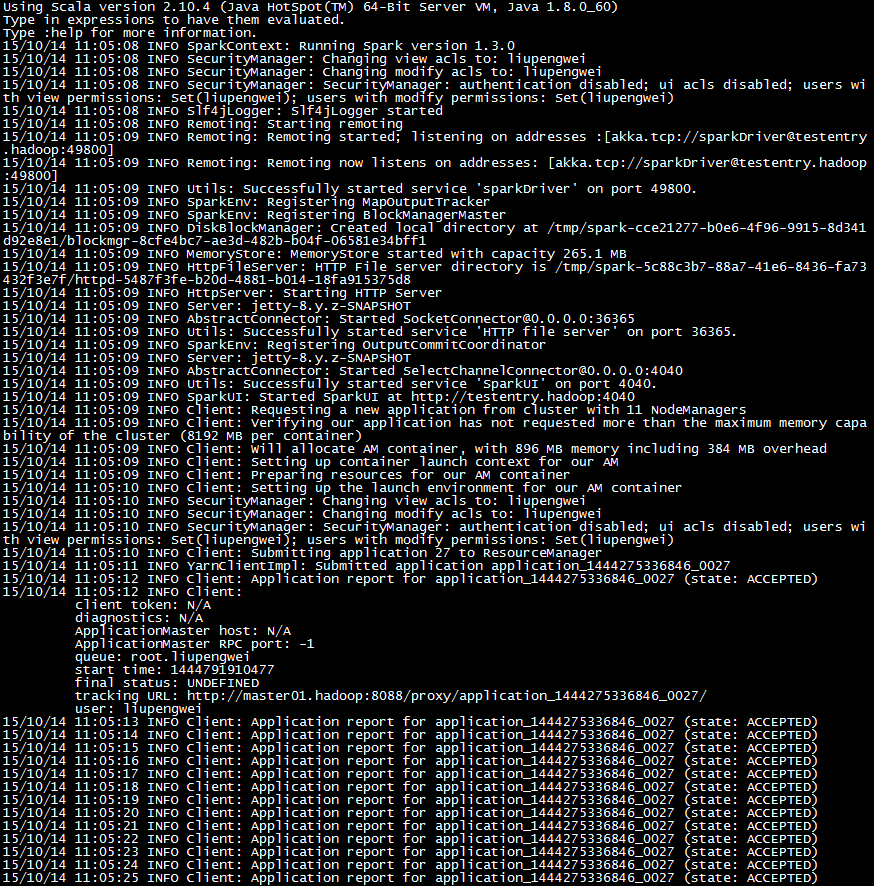 Using Scala version 2.10.4 (Java HotSpot(TM) 64-Bit Server VM, Java 1.8.0_60)
Type in expressions to have them evaluated.
Type :help for more information.
15/10/14 11:05:08 INFO SparkContext: Running Spark version 1.3.0
15/10/14 11:05:08 INFO SecurityManager: Changing view acls to: liupengwei
15/10/14 11:05:08 INFO SecurityManager: Changing modify acls to: liupengwei
15/10/14 11:05:08 INFO SecurityManager: SecurityManager: authentication disabled; ui acls disabled; users wi
th view permissions: Set(liupengwei); users with modify permissions: Set(liupengwei)
15/10/14 11:05:08 INFO Slf4jLogger: Slf4jLogger started
15/10/14 11:05:08 INFO Remoting: Starting remoting
15/10/14 11:05:09 INFO Remoting: Remoting started; listening on addresses :[akka.tcp://sparkDriver@testentry
.hadoop:49800]
15/10/14 11:05:09 INFO Remoting: Remoting now listens on addresses: [akka.tcp://sparkDriver@testentry.hadoop
:49800]
15/10/14 11:05:09 INFO Utils: Successfully started service 'sparkDriver' on port 49800.
15/10/14 11:05:09 INFO SparkEnv: Registering MapOutputTracker
15/10/14 11:05:09 INFO SparkEnv: Registering BlockManagerMaster
15/10/14 11:05:09 INFO DiskBlockManager: Created local directory at /tmp/spark-cce21277-b0e6-4f96-9915-8d341
d92e8e1/blockmgr-8cfe4bc7-ae3d-482b-b04f-06581e34bff1
15/10/14 11:05:09 INFO MemoryStore: MemoryStore started with capacity 265.1 MB
15/10/14 11:05:09 INFO HttpFileServer: HTTP File server directory is /tmp/spark-5c88c3b7-88a7-41e6-8436-fa73
432f3e7f/httpd-5487f3fe-b20d-4881-b014-18fa915375d8
15/10/14 11:05:09 INFO HttpServer: Starting HTTP Server
15/10/14 11:05:09 INFO Server: jetty-8.y.z-SNAPSHOT
15/10/14 11:05:09 INFO AbstractConnector: Started SocketConnector@0.0.0.0:36365
15/10/14 11:05:09 INFO Utils: Successfully started service 'HTTP file server' on port 36365.
15/10/14 11:05:09 INFO SparkEnv: Registering OutputCommitCoordinator
15/10/14 11:05:09 INFO Server: jetty-8.y.z-SNAPSHOT
15/10/14 11:05:09 INFO AbstractConnector: Started SelectChannelConnector@0.0.0.0:4040
15/10/14 11:05:09 INFO Utils: Successfully started service 'SparkUI' on port 4040.
15/10/14 11:05:09 INFO SparkUI: Started SparkUI at http://testentry.hadoop:4040
15/10/14 11:05:09 INFO Client: Requesting a new application from cluster with 11 NodeManagers
15/10/14 11:05:09 INFO Client: Verifying our application has not requested more than the maximum memory capa
bility of the cluster (8192 MB per container)
15/10/14 11:05:09 INFO Client: Will allocate AM container, with 896 MB memory including 384 MB overhead
15/10/14 11:05:09 INFO Client: Setting up container launch context for our AM
15/10/14 11:05:09 INFO Client: Preparing resources for our AM container
15/10/14 11:05:10 INFO Client: Setting up the launch environment for our AM container
15/10/14 11:05:10 INFO SecurityManager: Changing view acls to: liupengwei
15/10/14 11:05:10 INFO SecurityManager: Changing modify acls to: liupengwei
15/10/14 11:05:10 INFO SecurityManager: SecurityManager: authentication disabled; ui acls disabled; users wi
th view permissions: Set(liupengwei); users with modify permissions: Set(liupengwei)
15/10/14 11:05:10 INFO Client: Submitting application 27 to ResourceManager
15/10/14 11:05:11 INFO YarnClientImpl: Submitted application application_1444275336846_0027
15/10/14 11:05:12 INFO Client: Application report for application_1444275336846_0027 (state: ACCEPTED)
15/10/14 11:05:12 INFO Client:
client token: N/A
diagnostics: N/A
ApplicationMaster host: N/A
ApplicationMaster RPC port: -1
queue: root.liupengwei
start time: 1444791910477
final status: UNDEFINED
tracking URL: http://master01.hadoop:8088/proxy/application_1444275336846_0027/
user: liupengwei
15/10/14 11:05:13 INFO Client: Application report for application_1444275336846_0027 (state: ACCEPTED)
15/10/14 11:05:14 INFO Client: Application report for application_1444275336846_0027 (state: ACCEPTED)
15/10/14 11:05:15 INFO Client: Application report for application_1444275336846_0027 (state: ACCEPTED)
15/10/14 11:05:16 INFO Client: Application report for application_1444275336846_0027 (state: ACCEPTED)
15/10/14 11:05:17 INFO Client: Application report for application_1444275336846_0027 (state: ACCEPTED)
15/10/14 11:05:18 INFO Client: Application report for application_1444275336846_0027 (state: ACCEPTED)
15/10/14 11:05:19 INFO Client: Application report for application_1444275336846_0027 (state: ACCEPTED)
15/10/14 11:05:20 INFO Client: Application report for application_1444275336846_0027 (state: ACCEPTED)
15/10/14 11:05:21 INFO Client: Application report for application_1444275336846_0027 (state: ACCEPTED)
15/10/14 11:05:22 INFO Client: Application report for application_1444275336846_0027 (state: ACCEPTED)
15/10/14 11:05:23 INFO Client: Application report for application_1444275336846_0027 (state: ACCEPTED)
15/10/14 11:05:24 INFO Client: Application report for application_1444275336846_0027 (state: ACCEPTED)
15/10/14 11:05:25 INFO Client: Application report for application_1444275336846_0027 (state: ACCEPTED)